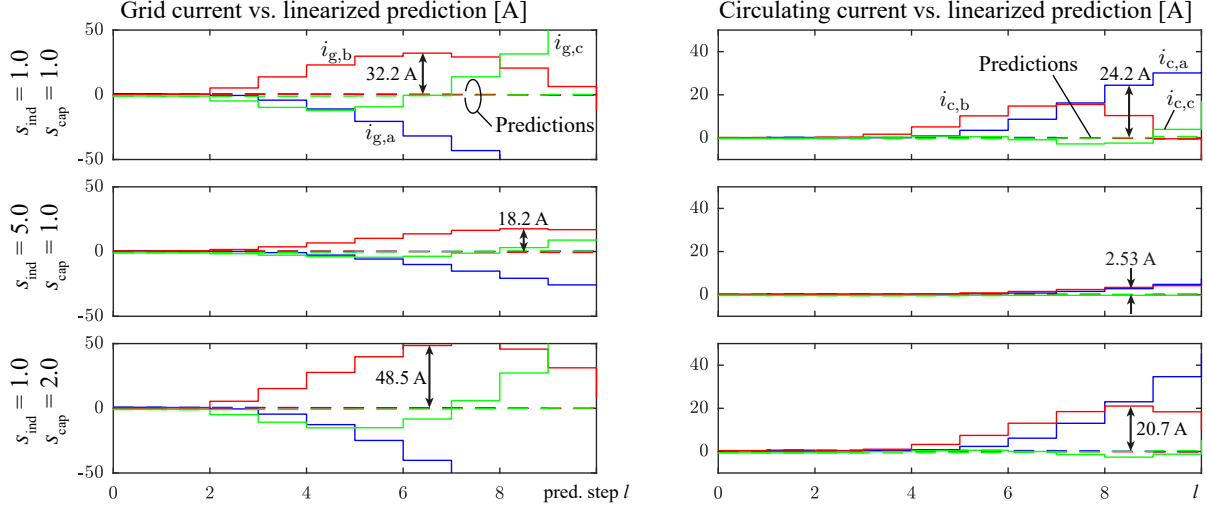 Grid current vs. linearized prediction [A]
Circulating current vs. linearized prediction [A]
s_ind = 1.0
s_cap = 1.0
50
0
-50
i_g,b
i_g,c
32.2 A
i_g,a
Predictions
40
20
0
Predictions
i_c,a
24.2 A
i_c,b
i_c,c
s_ind = 5.0
s_cap = 1.0
50
0
-50
18.2 A
40
20
0
2.53 A
s_ind = 1.0
s_cap = 2.0
50
0
-50
48.5 A
0 2 4 6 8 pred. step l
40
20
0
20.7 A
0 2 4 6 8 l